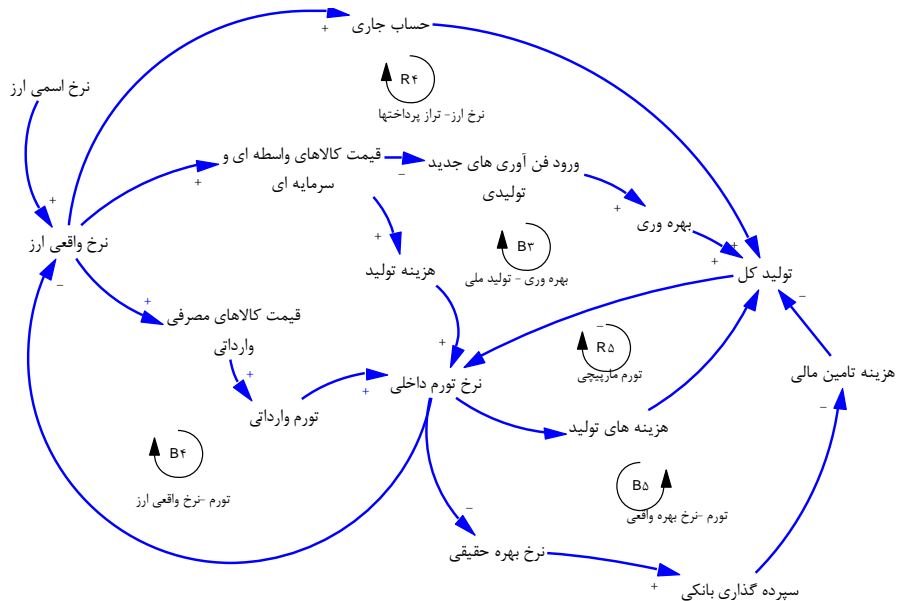 حساب جاری
+
R۴
نرخ ارز- تراز پرداختها
نرخ اسمی ارز
+
قیمت کالاهای واسطه ای و
سرمایه ای
+
ورود فن آوری های جدید
تولیدی
–
بهره وری
+
نرخ واقعی ارز
–
هزینه تولید
+
B۳
بهره وری - تولید ملی
تولید کل
+
+
–
قیمت کالاهای مصرفی
وارداتی
+
R۵
تورم مارپیچی
–
هزینه تامین مالی
–
نرخ تورم داخلی
+
+
تورم وارداتی
+
هزینه های تولید
B۴
تورم -نرخ واقعی ارز
B۵
تورم -نرخ بهره واقعی
نرخ بهره حقیقی
–
سپرده گذاری بانکی
+